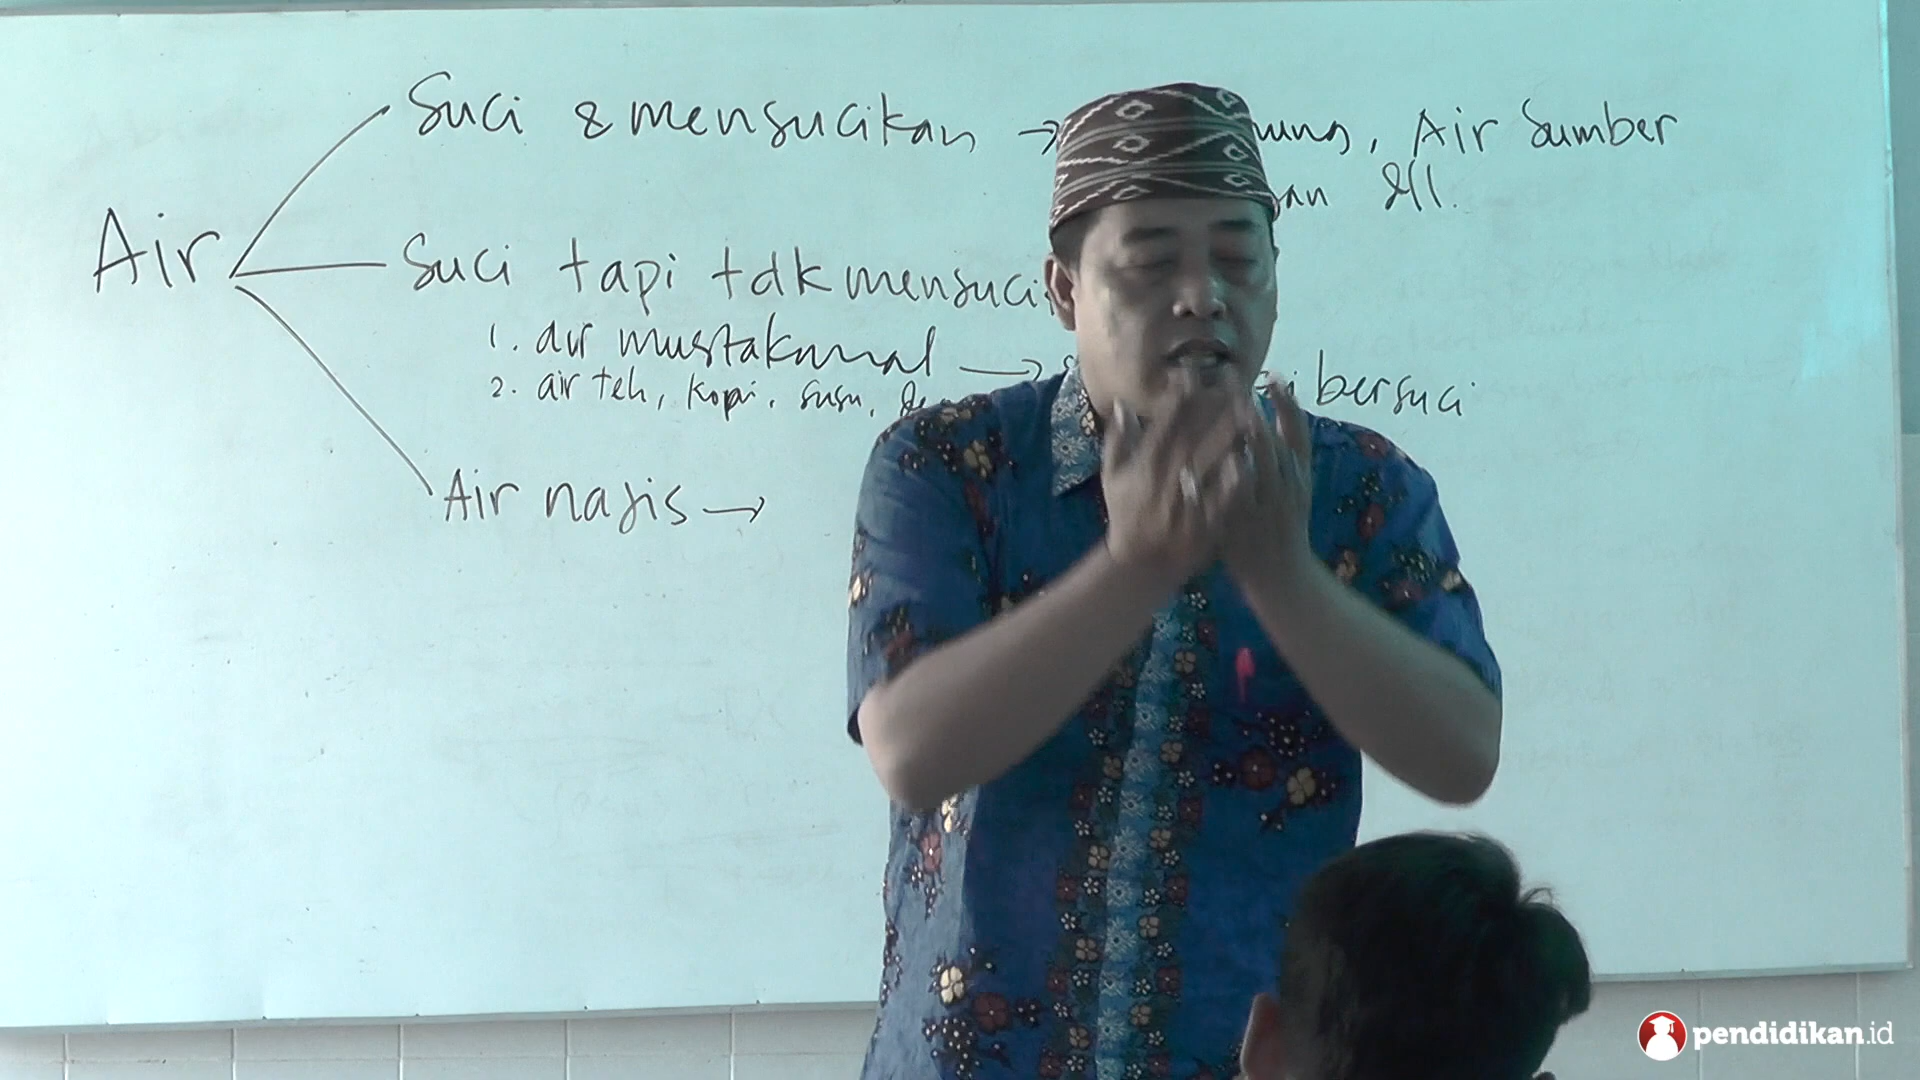 Suci & mensucikan → , Air Sumber
dll.
Air
Suci tapi tdk mensuci
1. air mustakmal →
2. air teh, kopi, susu, bersuci
Air najis →
pendidikan.id